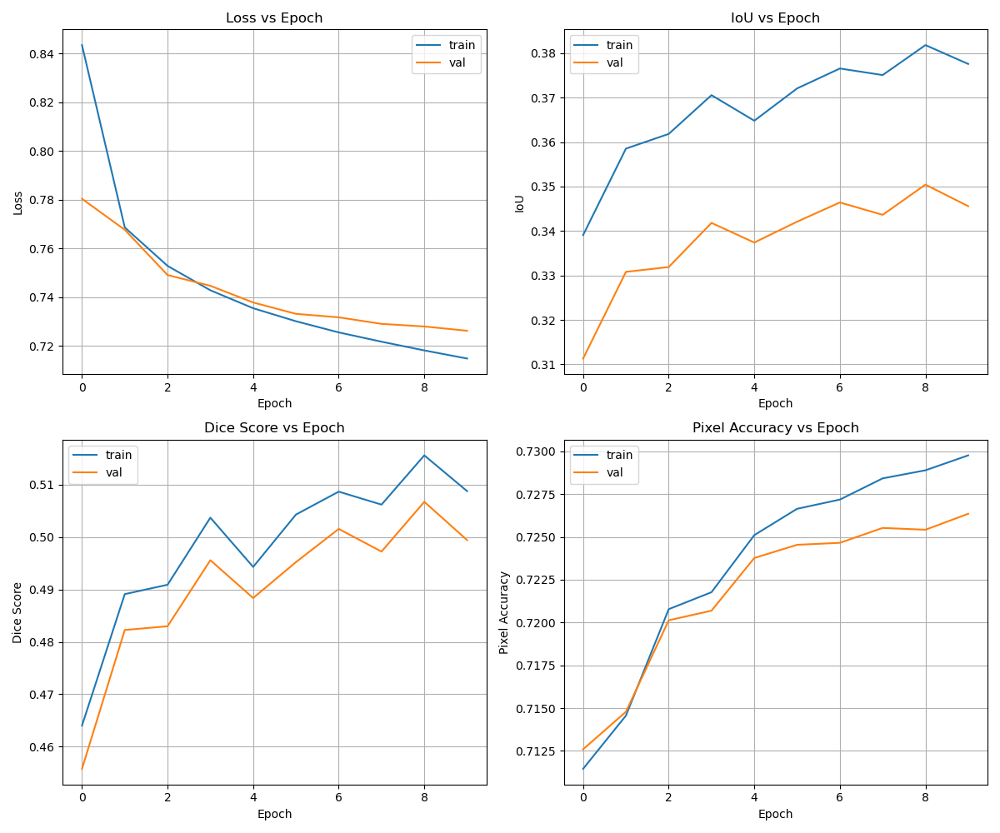 Loss vs Epoch
train
val
0.84
0.82
0.80
0.78
0.76
0.74
0.72
Loss
0 2 4 6 8
Epoch
IoU vs Epoch
train
val
0.38
0.37
0.36
0.35
0.34
0.33
0.32
0.31
IoU
0 2 4 6 8
Epoch
Dice Score vs Epoch
train
val
0.51
0.50
0.49
0.48
0.47
0.46
Dice Score
0 2 4 6 8
Epoch
Pixel Accuracy vs Epoch
train
val
0.7300
0.7275
0.7250
0.7225
0.7200
0.7175
0.7150
0.7125
Pixel Accuracy
0 2 4 6 8
Epoch